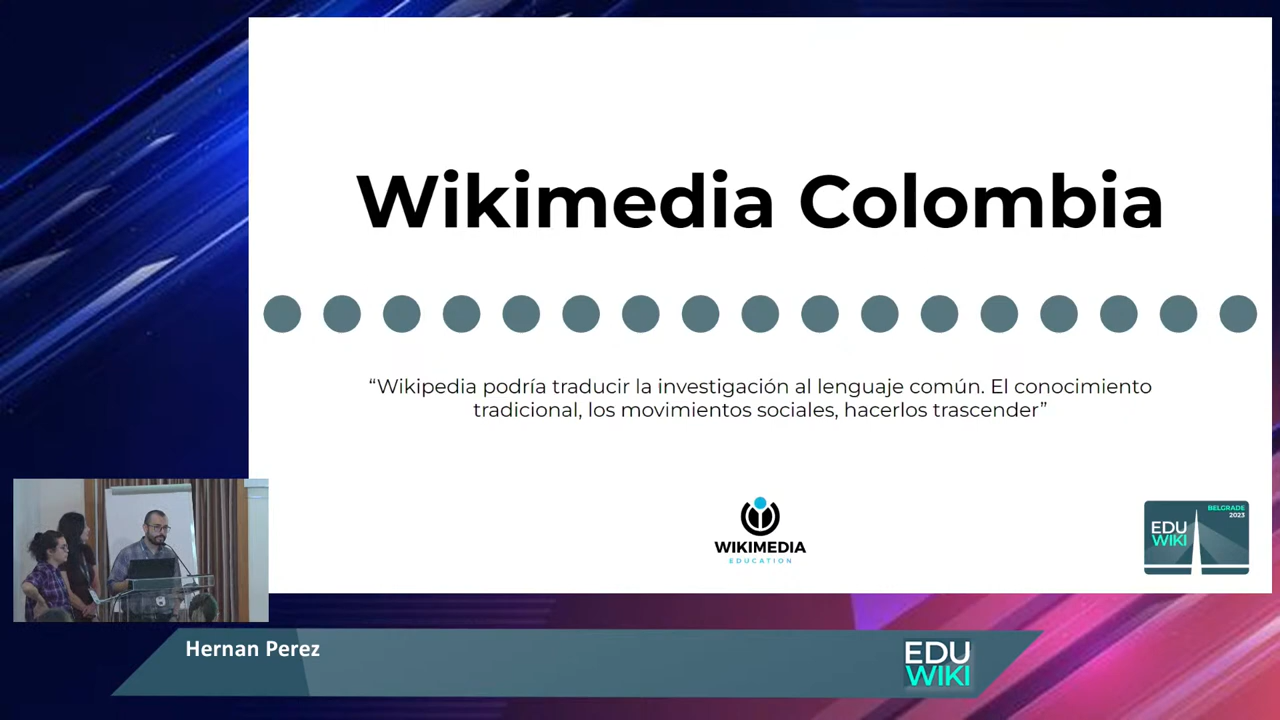 Wikimedia Colombia
“Wikipedia podría traducir la investigación al lenguaje común. El conocimiento
tradicional, los movimientos sociales, hacerlos trascender”
WIKIMEDIA
EDUCATION
BELGRADE
2023
EDU
WIKI
Hernan Perez
EDU
WIKI